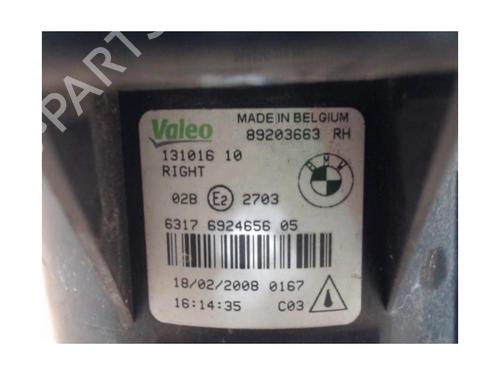 PARTS
Valeo
MADE IN BELGIUM
89203663 RH
131016 10
RIGHT
02B E2 2703
6317 6924656 05
18/02/2008 0167
16:14:35 C03